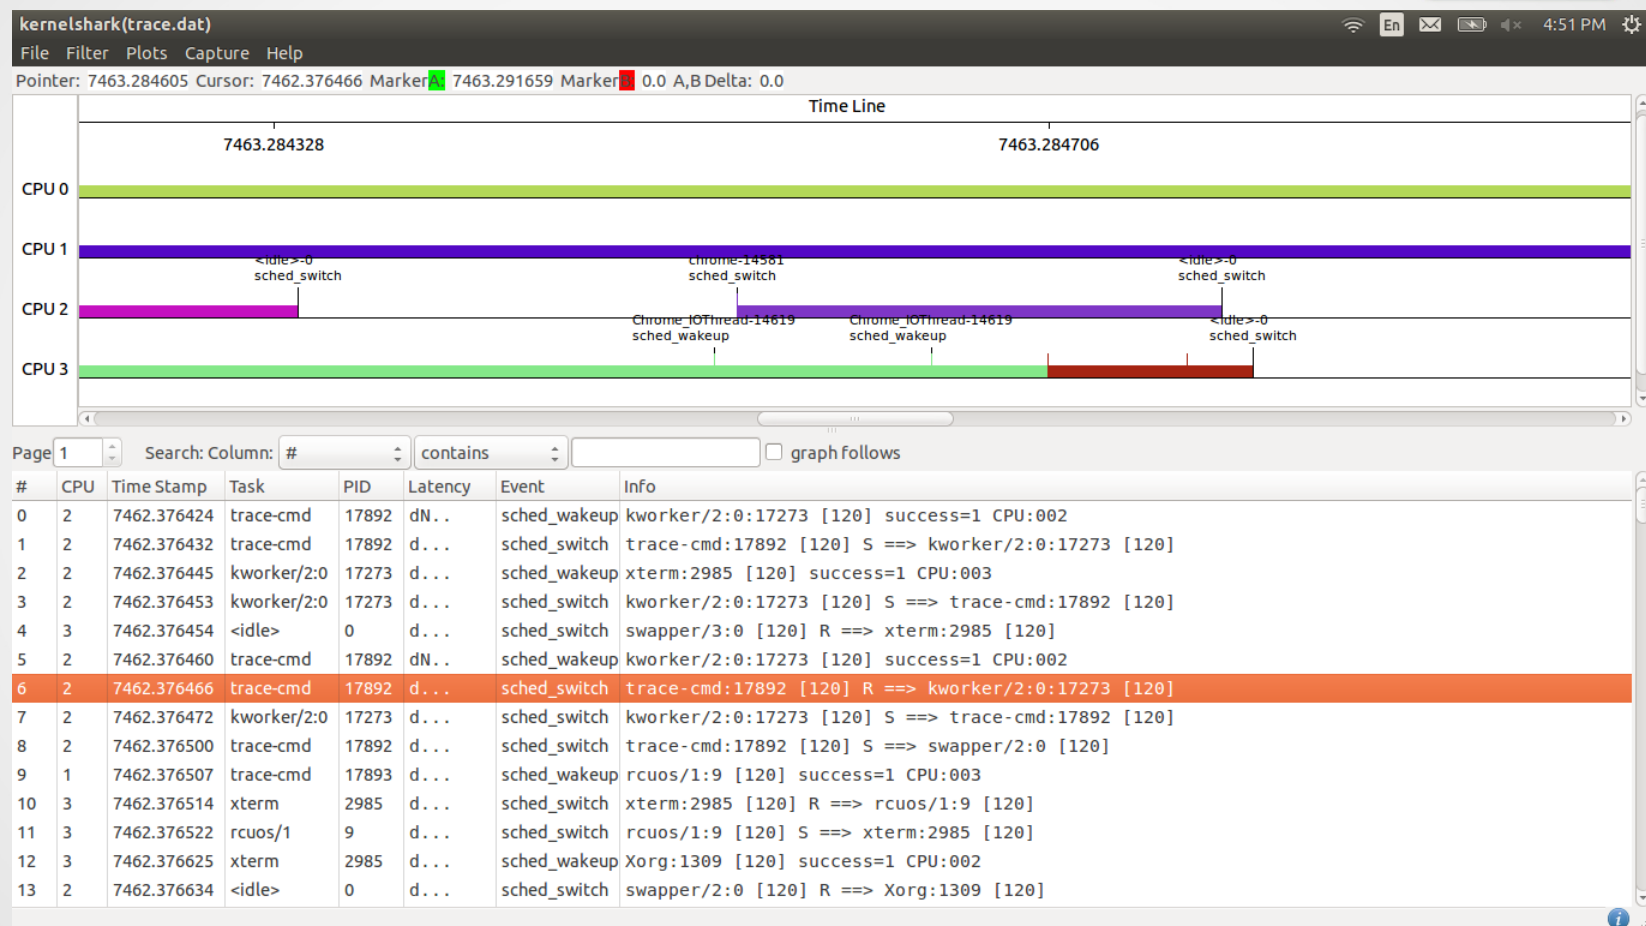 kernelshark(trace.dat) En 4:51 PM
File Filter Plots Capture Help
Pointer: 7463.284605 Cursor: 7462.376466 Marker A: 7463.291659 Marker B: 0.0 A,B Delta: 0.0
Time Line
7463.284328 7463.284706
CPU 0
CPU 1
<idle>-0 chrome-14581 <idle>-0
sched_switch sched_switch sched_switch
CPU 2
Chrome_IOThread-14619 Chrome_IOThread-14619 <idle>-0
sched_wakeup sched_wakeup sched_switch
CPU 3
Page 1 Search: Column: # contains graph follows
# CPU Time Stamp Task PID Latency Event Info
0 2 7462.376424 trace-cmd 17892 dN.. sched_wakeup kworker/2:0:17273 [120] success=1 CPU:002
1 2 7462.376432 trace-cmd 17892 d... sched_switch trace-cmd:17892 [120] S ==> kworker/2:0:17273 [120]
2 2 7462.376445 kworker/2:0 17273 d... sched_wakeup xterm:2985 [120] success=1 CPU:003
3 2 7462.376453 kworker/2:0 17273 d... sched_switch kworker/2:0:17273 [120] S ==> trace-cmd:17892 [120]
4 3 7462.376454 <idle> 0 d... sched_switch swapper/3:0 [120] R ==> xterm:2985 [120]
5 2 7462.376460 trace-cmd 17892 dN.. sched_wakeup kworker/2:0:17273 [120] success=1 CPU:002
6 2 7462.376466 trace-cmd 17892 d... sched_switch trace-cmd:17892 [120] R ==> kworker/2:0:17273 [120]
7 2 7462.376472 kworker/2:0 17273 d... sched_switch kworker/2:0:17273 [120] S ==> trace-cmd:17892 [120]
8 2 7462.376500 trace-cmd 17892 d... sched_switch trace-cmd:17892 [120] S ==> swapper/2:0 [120]
9 1 7462.376507 trace-cmd 17893 d... sched_wakeup rcuos/1:9 [120] success=1 CPU:003
10 3 7462.376514 xterm 2985 d... sched_switch xterm:2985 [120] R ==> rcuos/1:9 [120]
11 3 7462.376522 rcuos/1 9 d... sched_switch rcuos/1:9 [120] S ==> xterm:2985 [120]
12 3 7462.376625 xterm 2985 d... sched_wakeup Xorg:1309 [120] success=1 CPU:002
13 2 7462.376634 <idle> 0 d... sched_switch swapper/2:0 [120] R ==> Xorg:1309 [120]